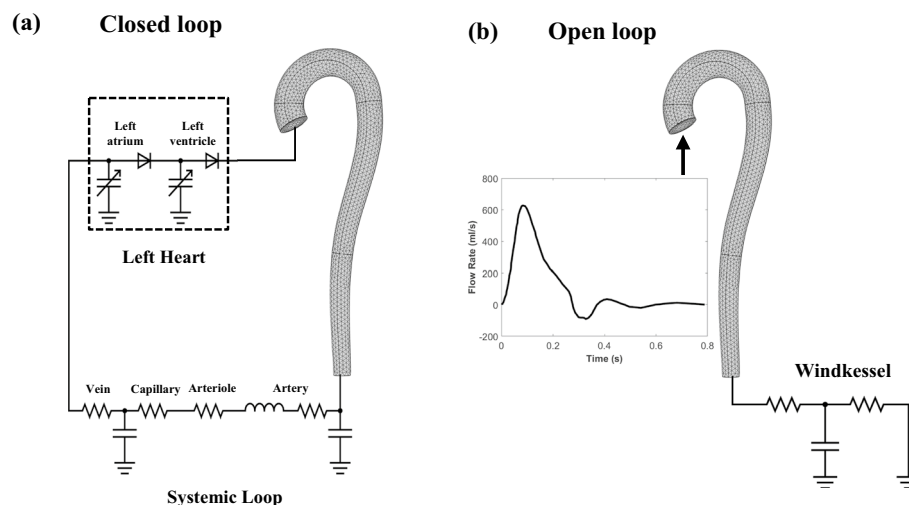 (a) Closed loop
Left
atrium
Left
ventricle
Left Heart
Vein Capillary Arteriole Artery
Systemic Loop
(b) Open loop
800
600
400
200
0
-200
Flow Rate (ml/s)
0 0.2 0.4 0.6 0.8
Time (s)
Windkessel